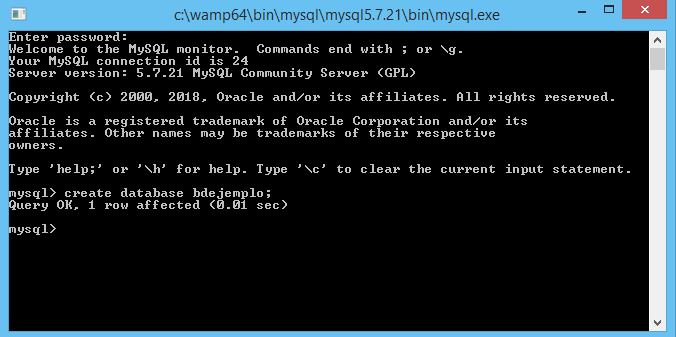 c:\wamp64\bin\mysql\mysql5.7.21\bin\mysql.exe
Enter password:
Welcome to the MySQL monitor.  Commands end with ; or \g.
Your MySQL connection id is 24
Server version: 5.7.21 MySQL Community Server (GPL)
Copyright (c) 2000, 2018, Oracle and/or its affiliates. All rights reserved.
Oracle is a registered trademark of Oracle Corporation and/or its
affiliates. Other names may be trademarks of their respective
owners.
Type 'help;' or '\h' for help. Type '\c' to clear the current input statement.
mysql> create database bdejemplo;
Query OK, 1 row affected (0.01 sec)
mysql>